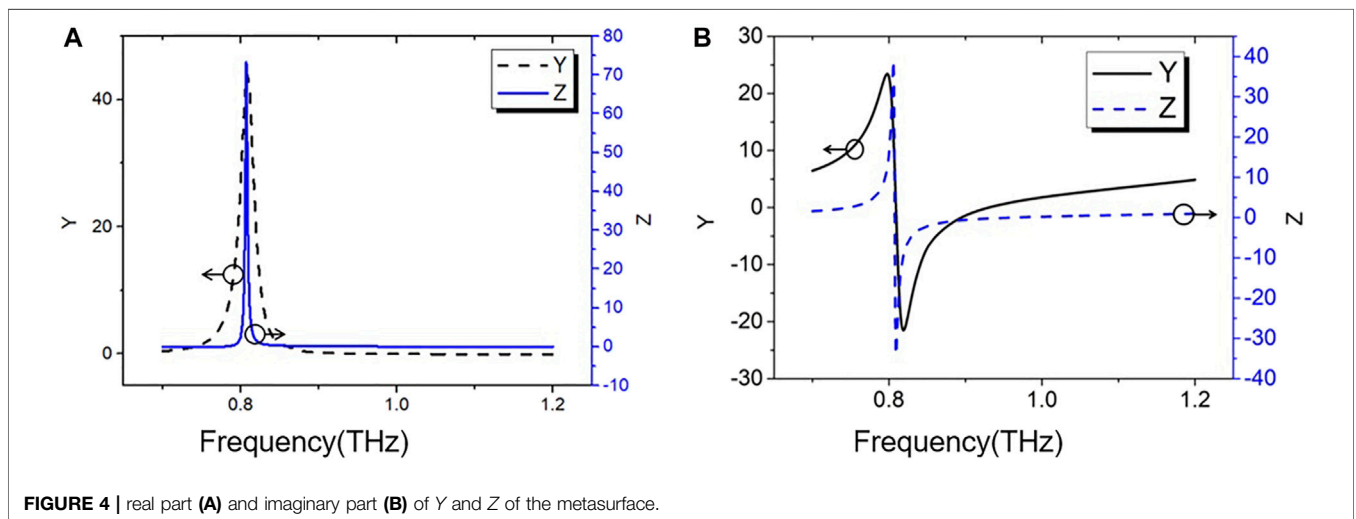 A
B
Y
Z
40
20
0
80
70
60
50
40
30
20
10
0
-10
Y
Z
0.8
1.0
1.2
Frequency(THz)
Y
Z
30
20
10
0
-10
-20
-30
40
30
20
10
0
-10
-20
-30
-40
Y
Z
0.8
1.0
1.2
Frequency(THz)
FIGURE 4 | real part (A) and imaginary part (B) of Y and Z of the metasurface.